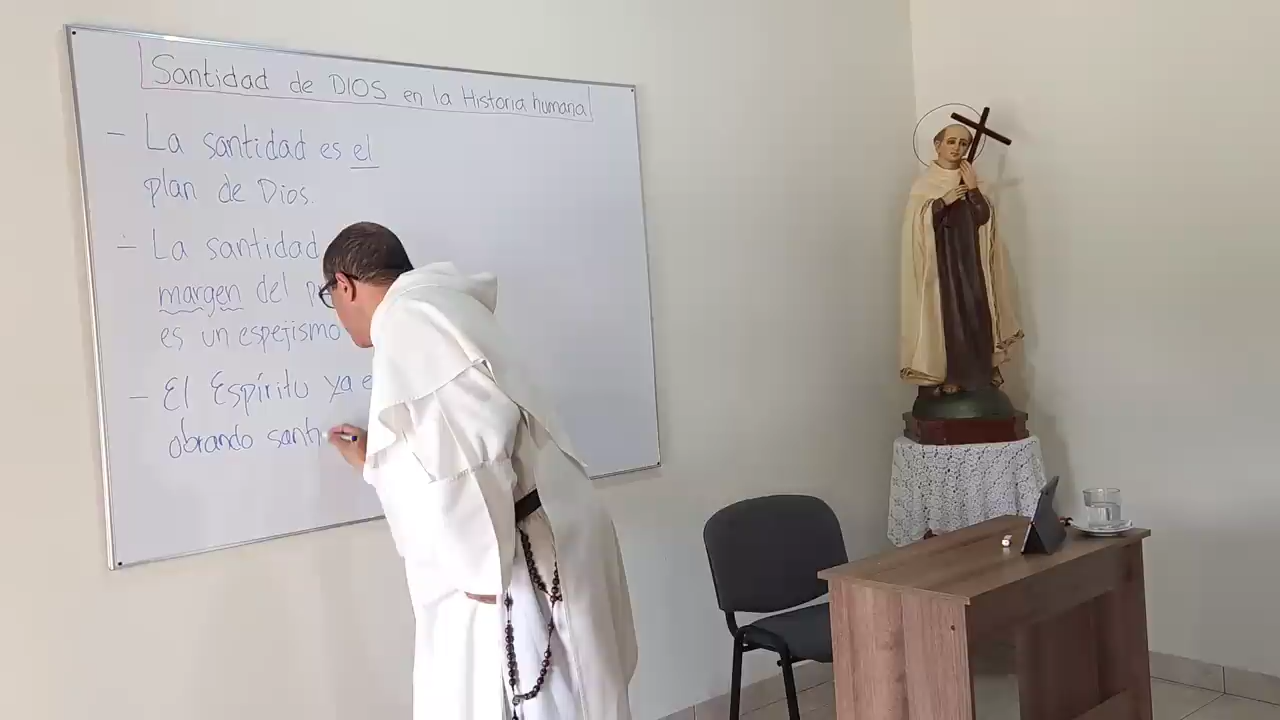 Santidad de DIOS en la Historia humana
- La santidad es el
plan de Dios.
- La santidad
margen del
es un espejismo
- El Espíritu ya
obrando